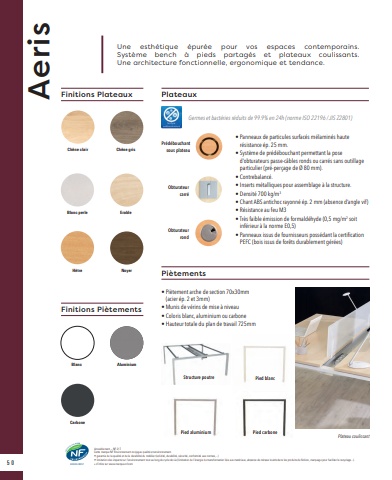 Aeris
Une esthétique épurée pour vos espaces contemporains.
Système bench à pieds partagés et plateaux coulissants.
Une architecture fonctionnelle, ergonomique et tendance.
Finitions Plateaux
Chêne clair
Chêne gris
Blanc perle
Erable
Hêtre
Noyer
Finitions Piètements
Blanc
Aluminium
Carbone
Plateaux
Germes et bactéries réduits de 99.9% en 24h (norme ISO 22196 / JIS Z2801)
Prédébouchant
sous plateau
Obturateur
carré
Obturateur
rond
• Panneaux de particules surfacés mélaminés haute
résistance ép. 25 mm.
• Système de prédébouchant permettant la pose
d'obturateurs passe-câbles ronds ou carrés sans outillage
particulier (pré-perçage de Ø 80 mm).
• Contrebalancé.
• Inserts métalliques pour assemblage à la structure.
• Densité 700 kg/m³
• Chant ABS antichoc rayonné ép. 2 mm (absence d'angle vif)
• Résistance au feu M3
• Très faible émission de formaldéhyde (0,5 mg/m³ soit
inférieur à la norme E0,5)
• Panneaux issus de fournisseurs possédant la certification
PEFC (bois issus de forêts durablement gérées)
Piètements
• Piètement arche de section 70x30mm
(acier ép. 2 et 3mm)
• Munis de vérins de mise à niveau
• Coloris blanc, aluminium ou carbone
• Hauteur totale du plan de travail 725mm
Structure poutre
Pied blanc
Pied aluminium
Pied carbone
Plateau coulissant
NF
58